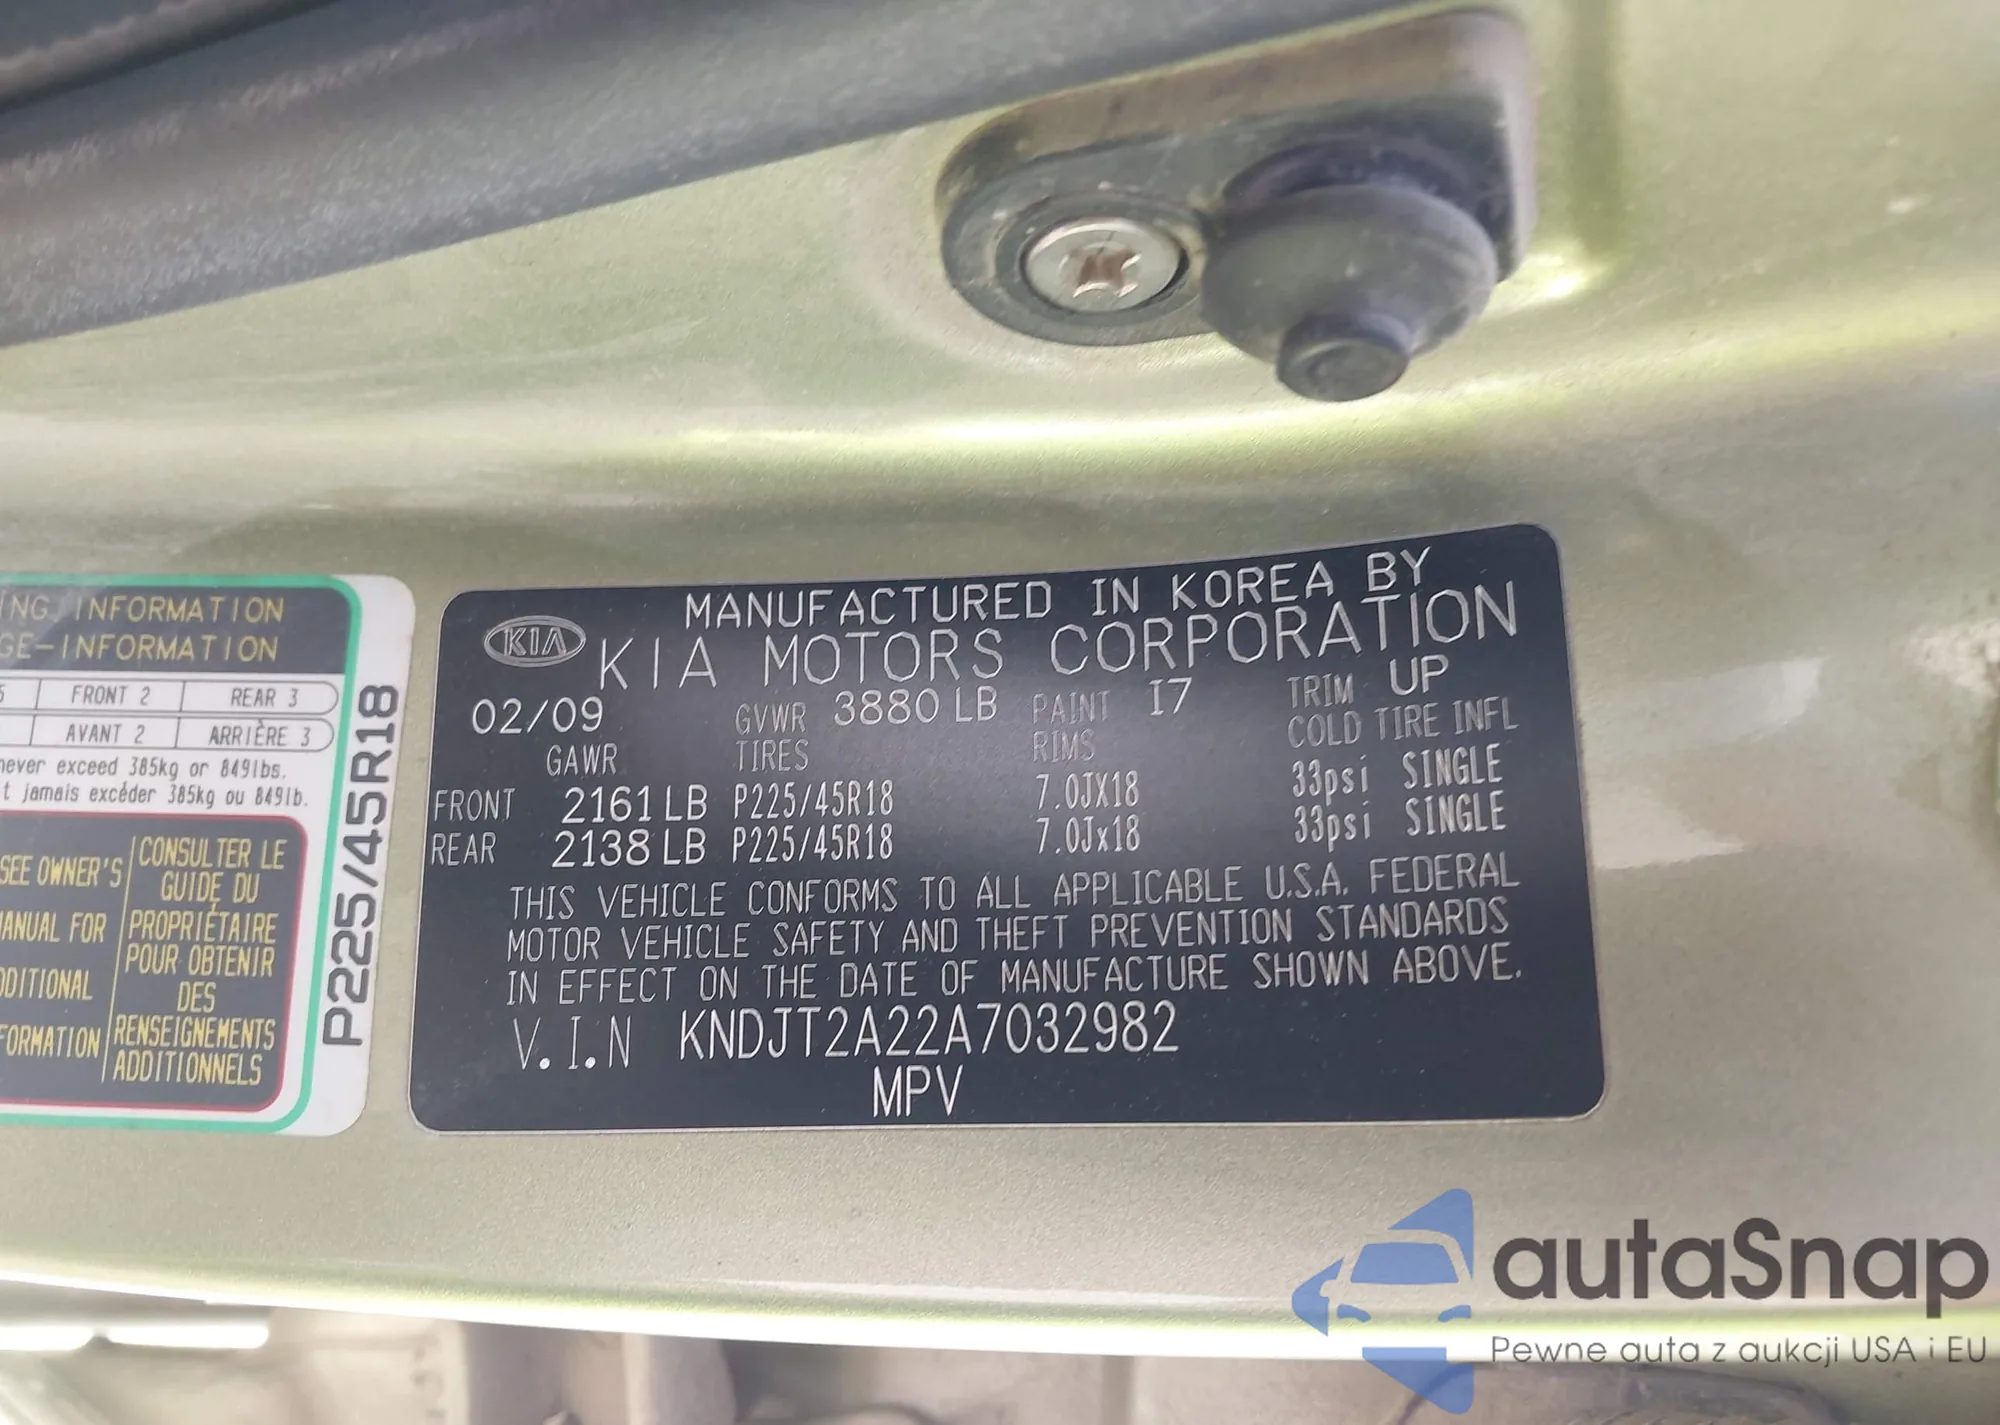 ING INFORMATION
GE-INFORMATION
5 FRONT 2 REAR 3
AVANT 2 ARRIÈRE 3
never exceed 385kg or 849lbs.
t jamais excéder 385kg ou 849lb.
SEE OWNER'S
MANUAL FOR
DDITIONAL
FORMATION
CONSULTER LE
GUIDE DU
PROPRIÉTAIRE
POUR OBTENIR
DES
RENSEIGNEMENTS
ADDITIONNELS
P225/45R18
MANUFACTURED IN KOREA BY
KIA KIA MOTORS CORPORATION
02/09 GVWR 3880 LB PAINT I7 TRIM UP
GAWR TIRES RIMS COLD TIRE INFL
FRONT 2161 LB P225/45R18 7.0JX18 33psi SINGLE
REAR 2138 LB P225/45R18 7.0Jx18 33psi SINGLE
THIS VEHICLE CONFORMS TO ALL APPLICABLE U.S.A. FEDERAL
MOTOR VEHICLE SAFETY AND THEFT PREVENTION STANDARDS
IN EFFECT ON THE DATE OF MANUFACTURE SHOWN ABOVE.
V.I.N KNDJT2A22A7032982
MPV
autaSnap
Pewne auta z aukcji USA i EU